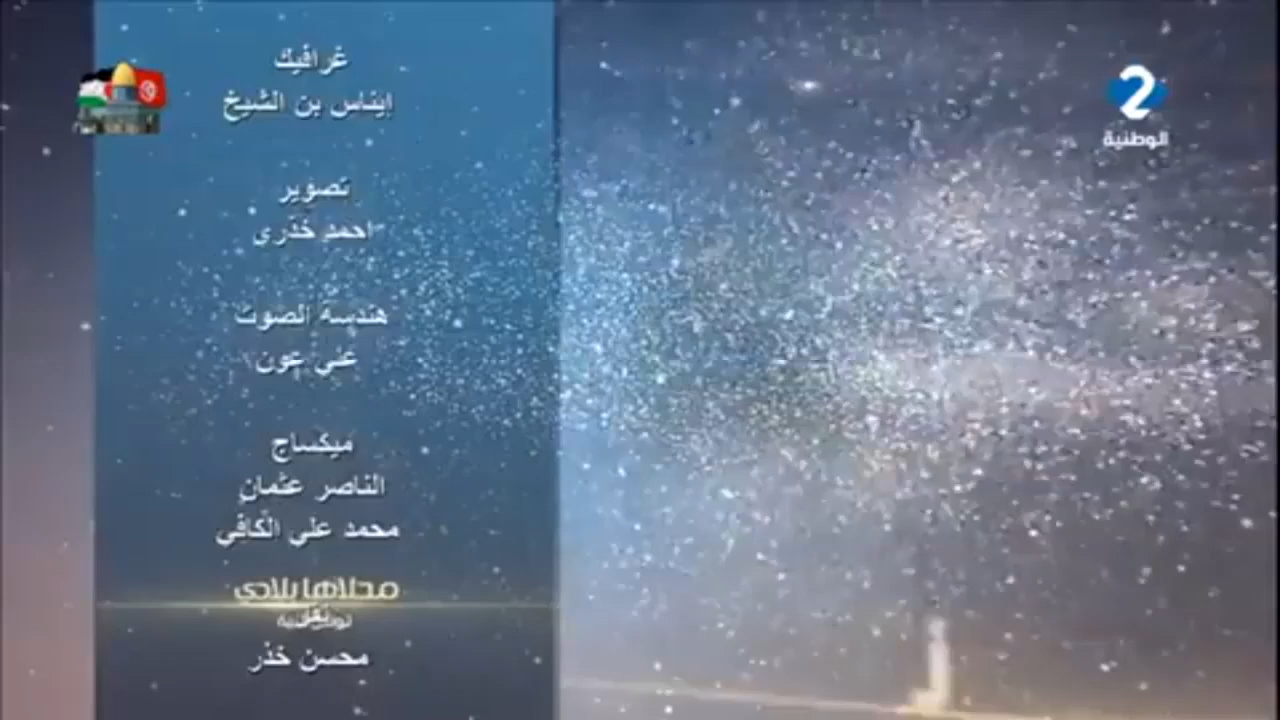 غرافيك
ايناس بن الشيخ
2
الوطنية
تصوير
احمد خذري
هندسة الصوت
علي عون
ميكساج
الناصر عثمان
محمد علي الكافي
محلاها بلادي
نقل
محسن خذر